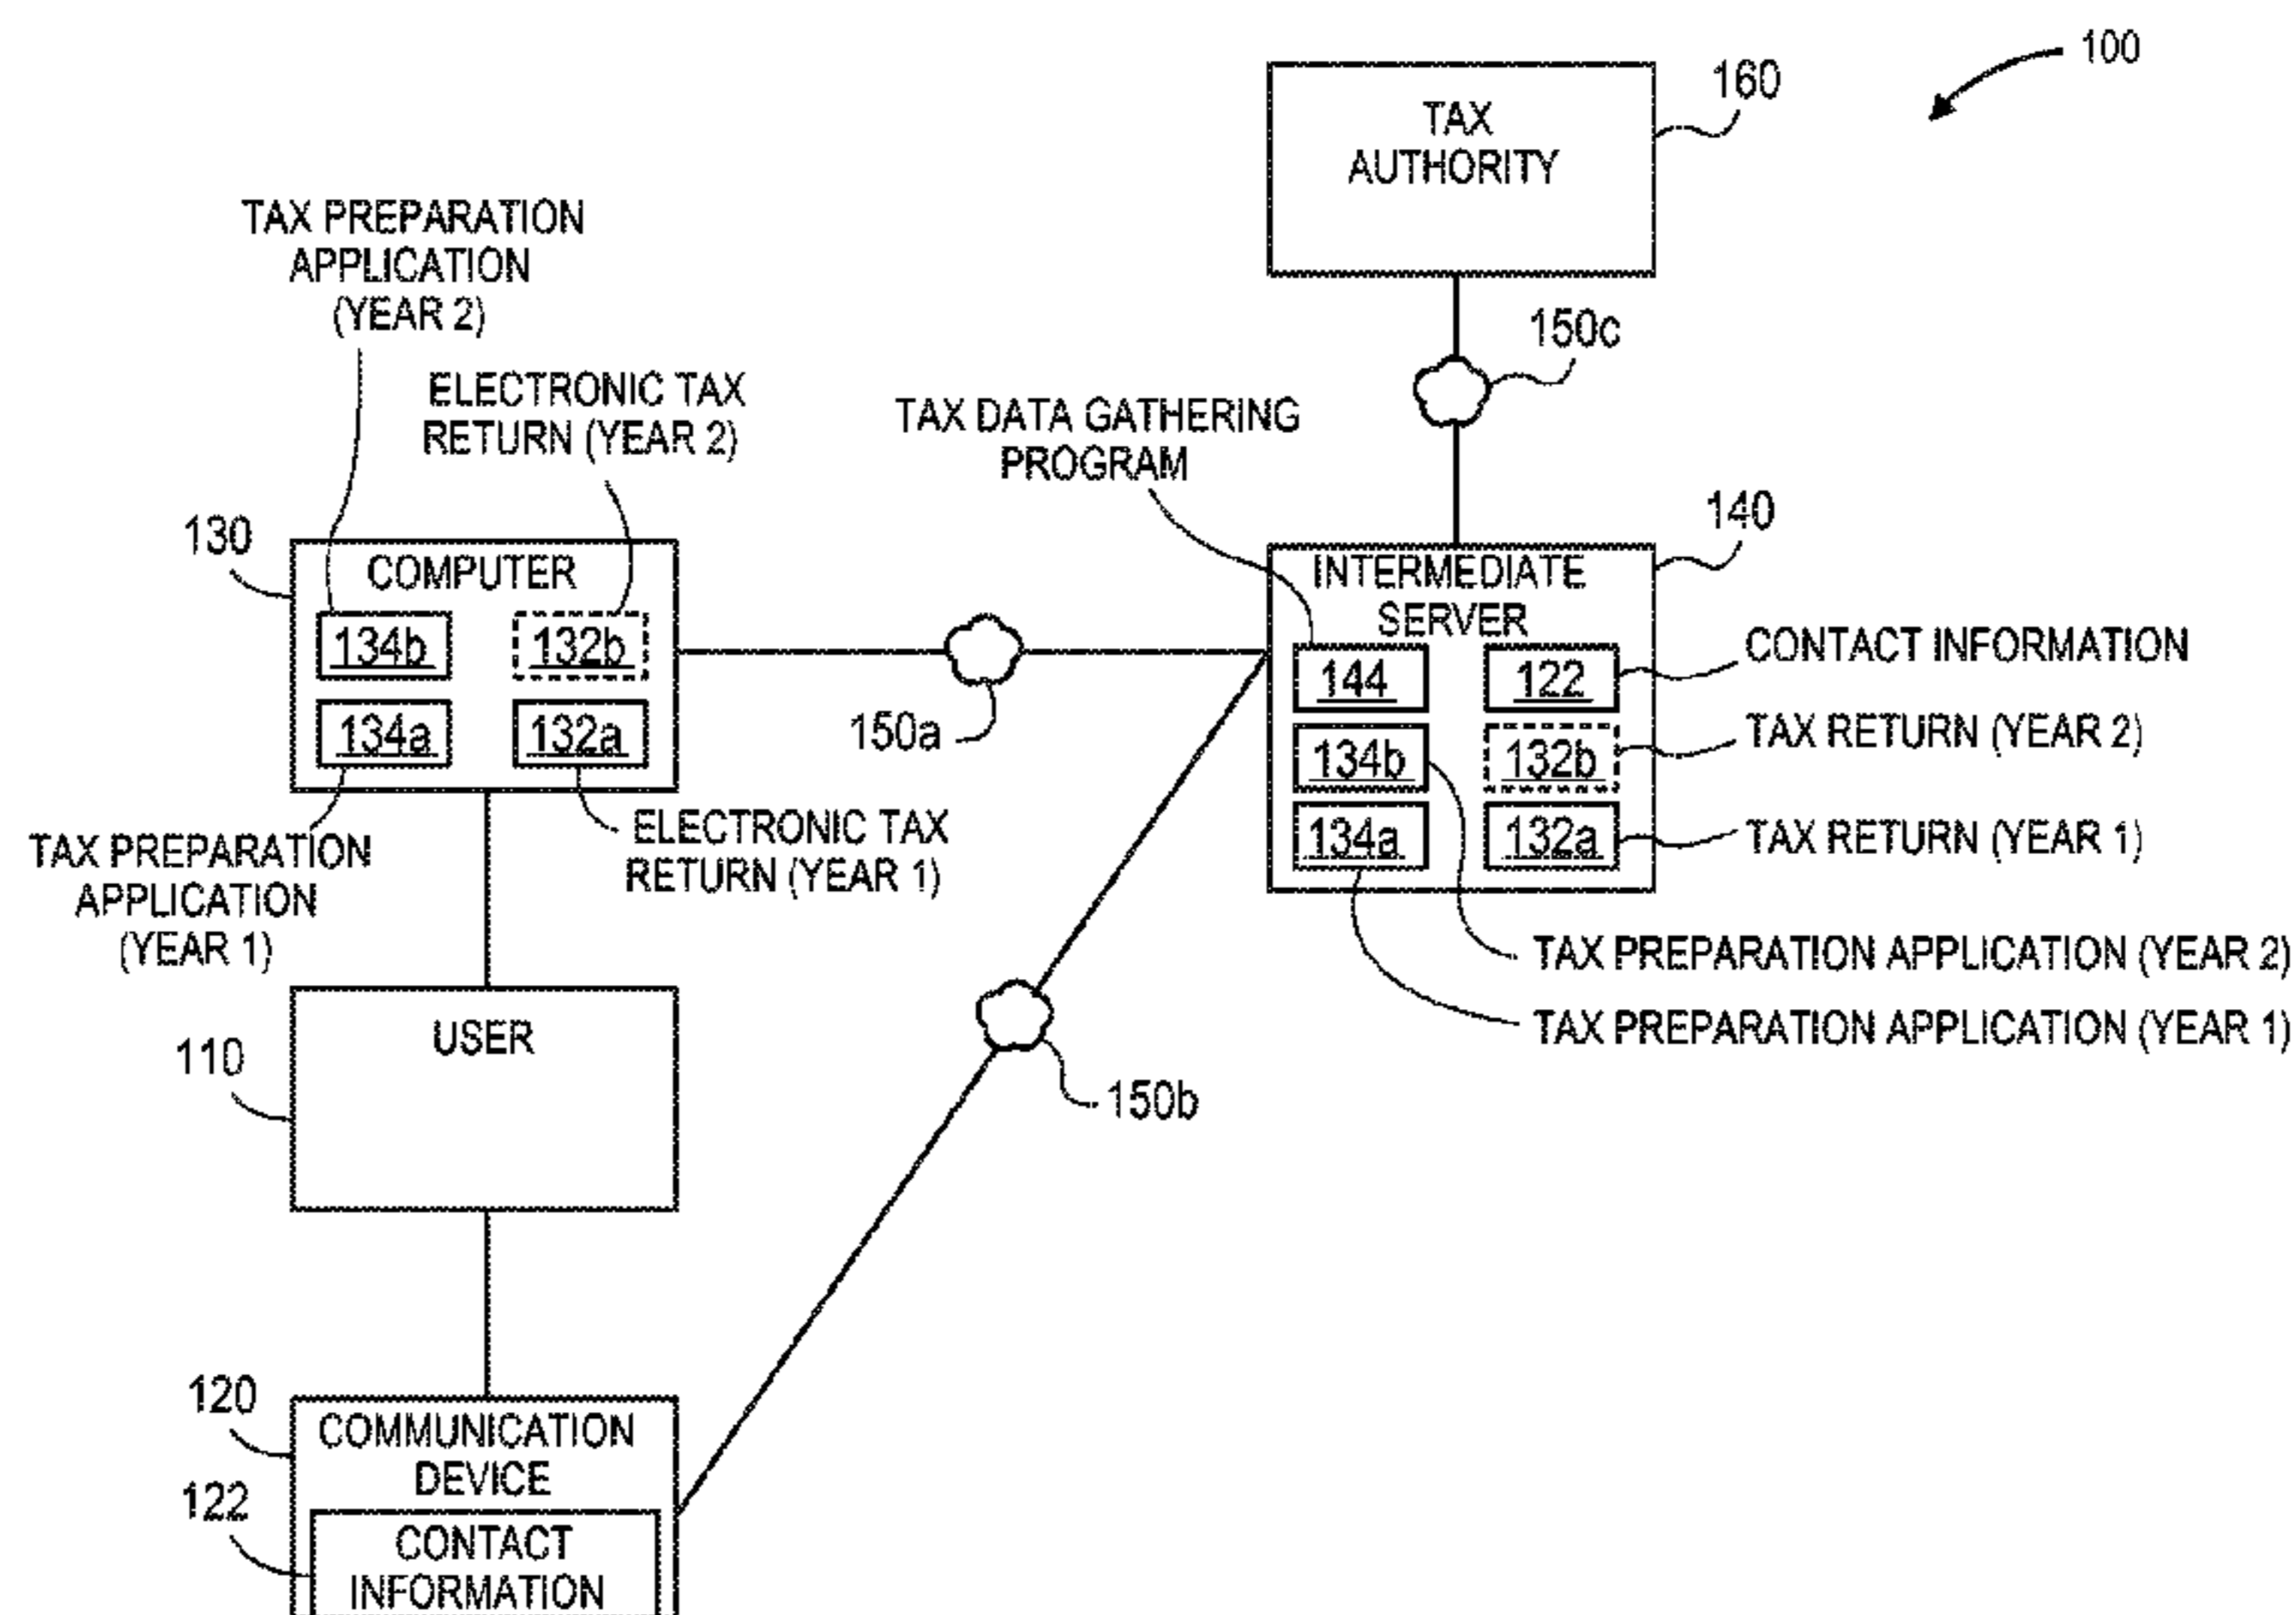 100
160
TAX
AUTHORITY
TAX PREPARATION
APPLICATION
(YEAR 2)
150c
ELECTRONIC TAX
RETURN (YEAR 2)
TAX DATA GATHERING
PROGRAM
130
COMPUTER
134b
132b
134a
132a
140
INTERMEDIATE
SERVER
144
122
134b
132b
134a
132a
CONTACT INFORMATION
TAX RETURN (YEAR 2)
TAX RETURN (YEAR 1)
150a
TAX PREPARATION
APPLICATION
(YEAR 1)
ELECTRONIC TAX
RETURN (YEAR 1)
TAX PREPARATION APPLICATION (YEAR 2)
TAX PREPARATION APPLICATION (YEAR 1)
110
USER
150b
120
COMMUNICATION
DEVICE
122
CONTACT
INFORMATION